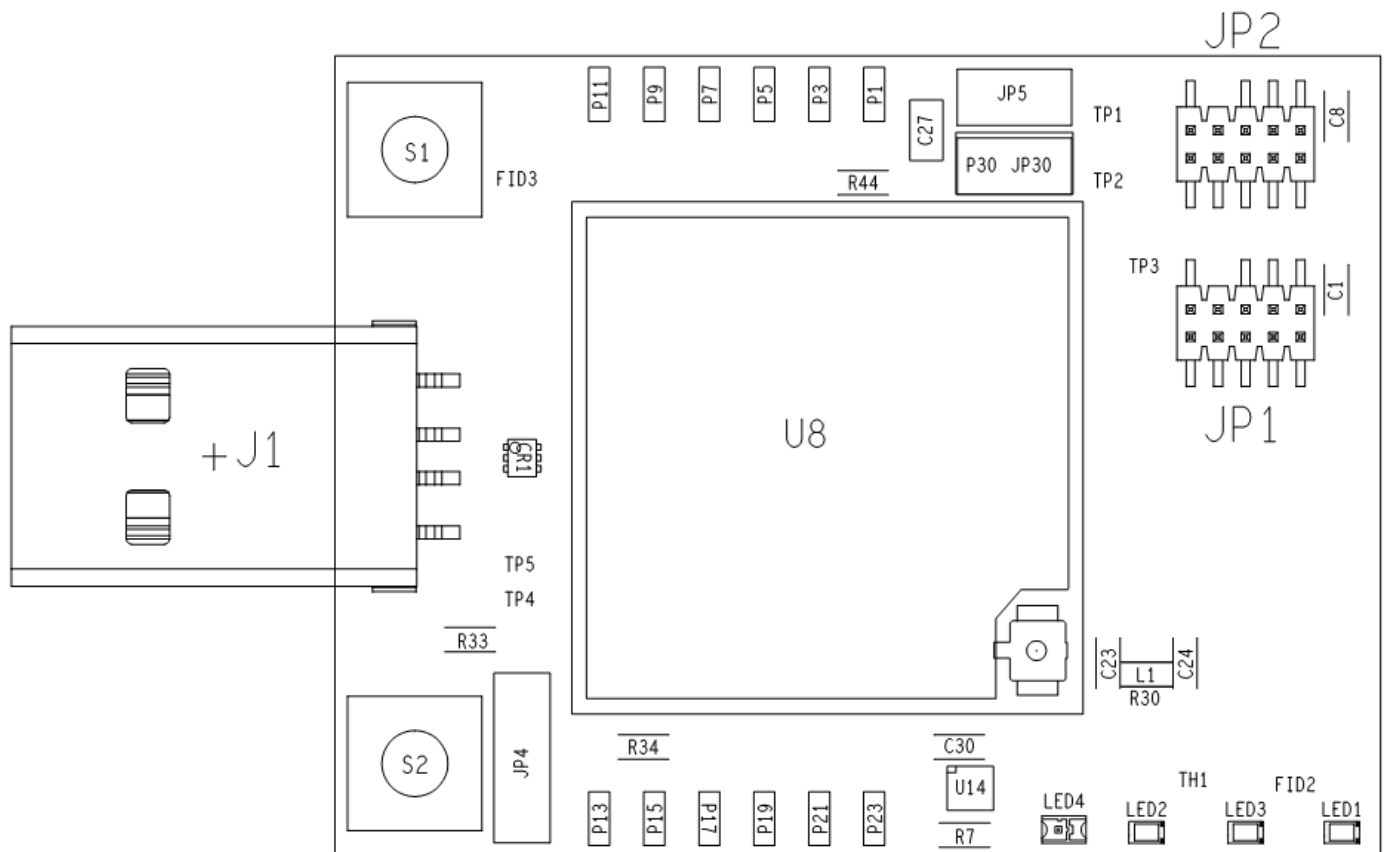 JP2
P11 P9 P7 P5 P3 P1
JP5
TP1
C8
C27
S1
FID3
R44
P30 JP30
TP2
TP3
C1
JP1
U8
+J1
CR1
TP5
TP4
R33
C23
L1
C24
R30
S2
JP4
R34
C30
U14
R7
P13 P15 P17 P19 P21 P23
LED4
LED2
TH1
LED3
FID2
LED1